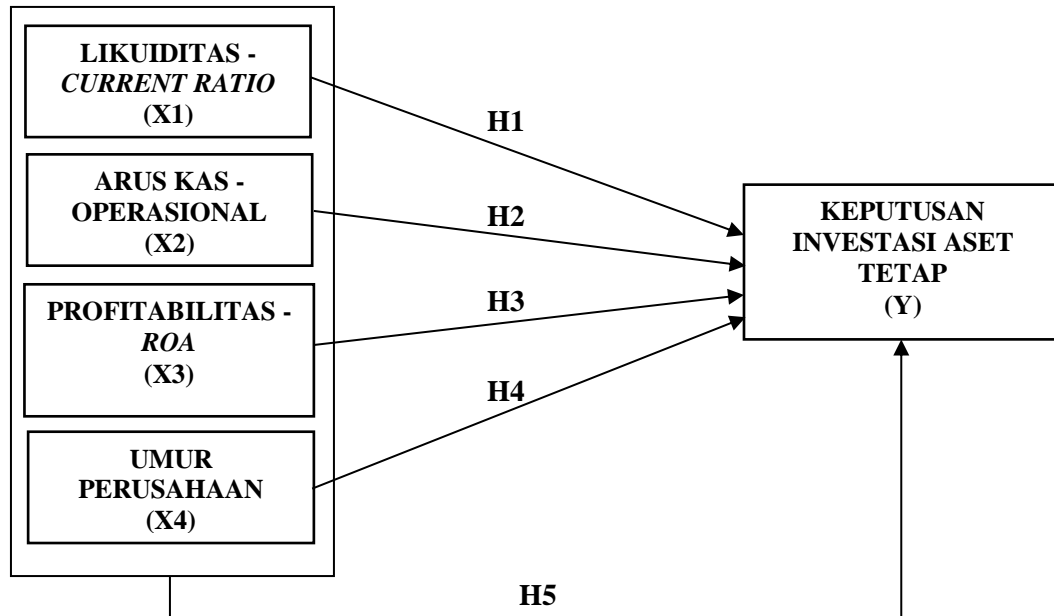 LIKUIDITAS -
CURRENT RATIO
(X1)
H1
ARUS KAS -
OPERASIONAL
(X2)
H2
PROFITABILITAS -
ROA
(X3)
H3
UMUR
PERUSAHAAN
(X4)
H4
KEPUTUSAN
INVESTASI ASET
TETAP
(Y)
H5